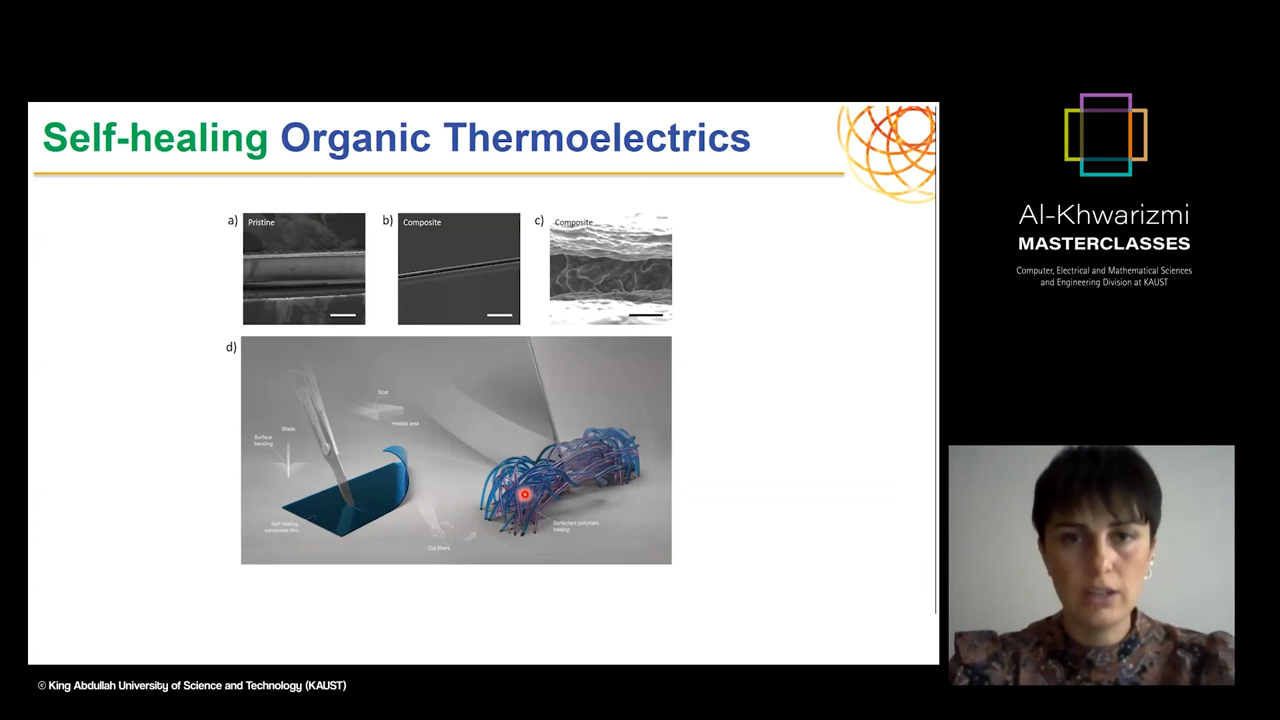 Self-healing Organic Thermoelectrics
a) Pristine
b) Composite
c) Composite
d)
Scar
Healed area
Blade
Surface
bending
Self-healing
composite film
Cut fibers
Surfactant polymers
healing
Al-Khwarizmi
MASTERCLASSES
Computer, Electrical and Mathematical Sciences
and Engineering Division at KAUST
© King Abdullah University of Science and Technology (KAUST)